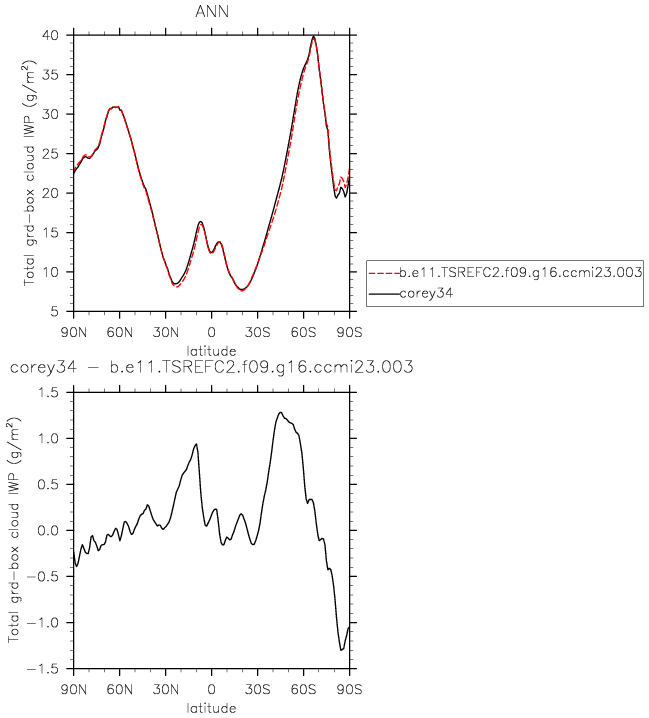 ANN
Total grd-box cloud IWP (g/m²)
40
35
30
25
20
15
10
5
90N 60N 30N 0 30S 60S 90S
latitude
b.e11.TSREFC2.f09.g16.ccmi23.003
corey34
corey34 - b.e11.TSREFC2.f09.g16.ccmi23.003
Total grd-box cloud IWP (g/m²)
1.5
1.0
0.5
0.0
-0.5
-1.0
-1.5
90N 60N 30N 0 30S 60S 90S
latitude